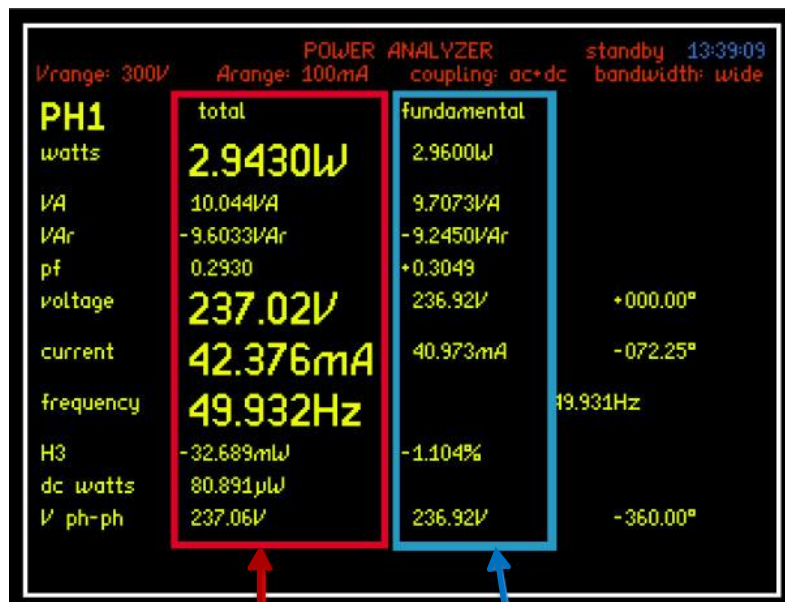 POWER ANALYZER standby 13:39:09
Vrange: 300V Arange: 100mA coupling: ac+dc bandwidth: wide
PH1 total fundamental
watts 2.9430W 2.9600W
VA 10.044VA 9.7073VA
VAr -9.6033VAr -9.2450VAr
pf 0.2930 +0.3049
voltage 237.02V 236.92V +000.00°
current 42.376mA 40.973mA -072.25°
frequency 49.932Hz 49.931Hz
H3 -32.689mW -1.104%
dc watts 80.891µW
V ph-ph 237.06V 236.92V -360.00°